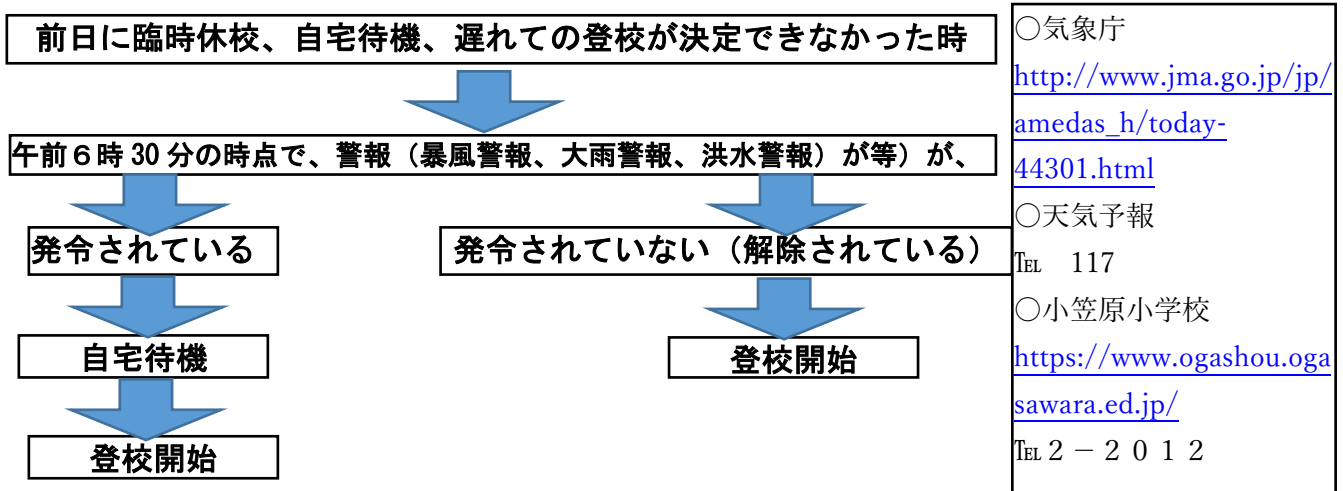 前日に臨時休校、自宅待機、遅れての登校が決定できなかった時
午前６時 30 分の時点で、警報（暴風警報、大雨警報、洪水警報）が等）が、
発令されている
発令されていない（解除されている）
自宅待機
登校開始
登校開始
○気象庁
http://www.jma.go.jp/jp/
amedas_h/today-
44301.html
○天気予報
℡　117
○小笠原小学校
https://www.ogashou.oga
sawara.ed.jp/
℡２－２０１２